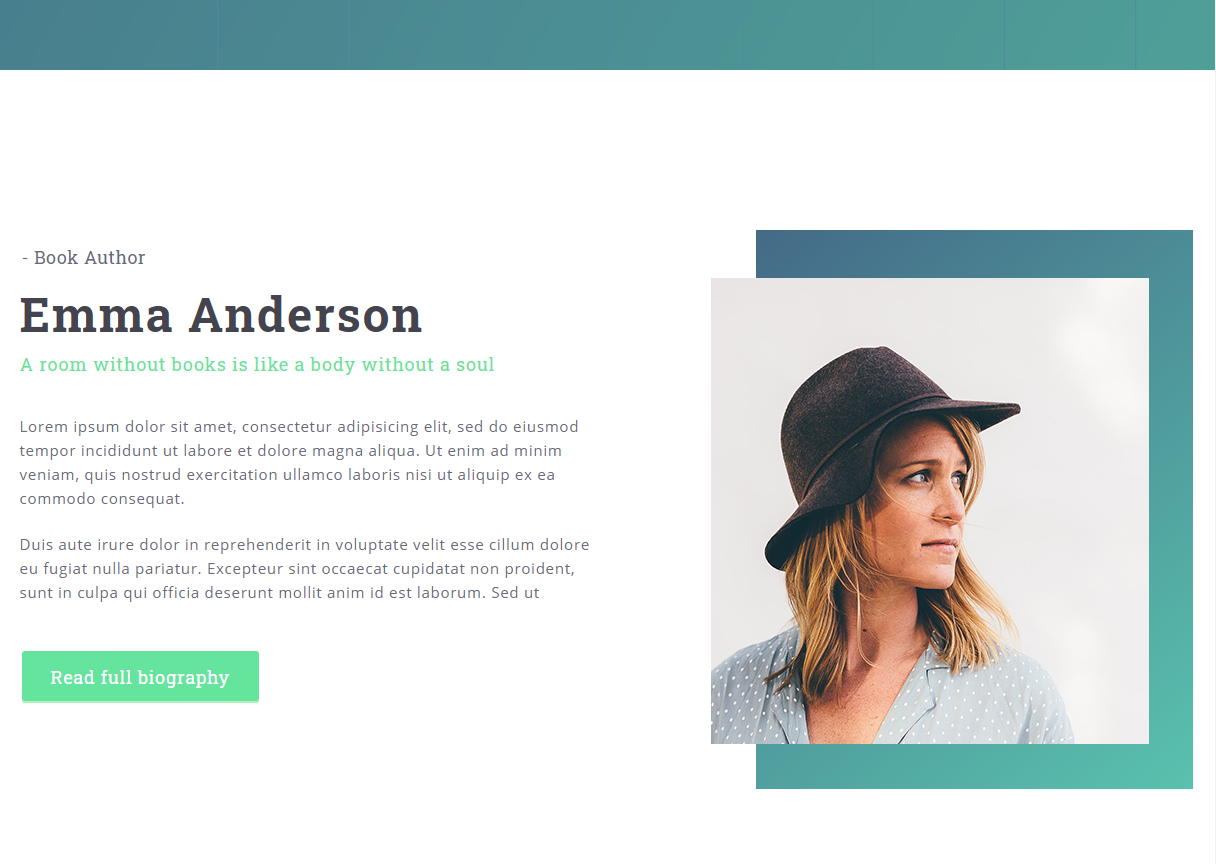 - Book Author
Emma Anderson
A room without books is like a body without a soul
Lorem ipsum dolor sit amet, consectetur adipisicing elit, sed do eiusmod
tempor incididunt ut labore et dolore magna aliqua. Ut enim ad minim
veniam, quis nostrud exercitation ullamco laboris nisi ut aliquip ex ea
commodo consequat.
Duis aute irure dolor in reprehenderit in voluptate velit esse cillum dolore
eu fugiat nulla pariatur. Excepteur sint occaecat cupidatat non proident,
sunt in culpa qui officia deserunt mollit anim id est laborum. Sed ut
Read full biography